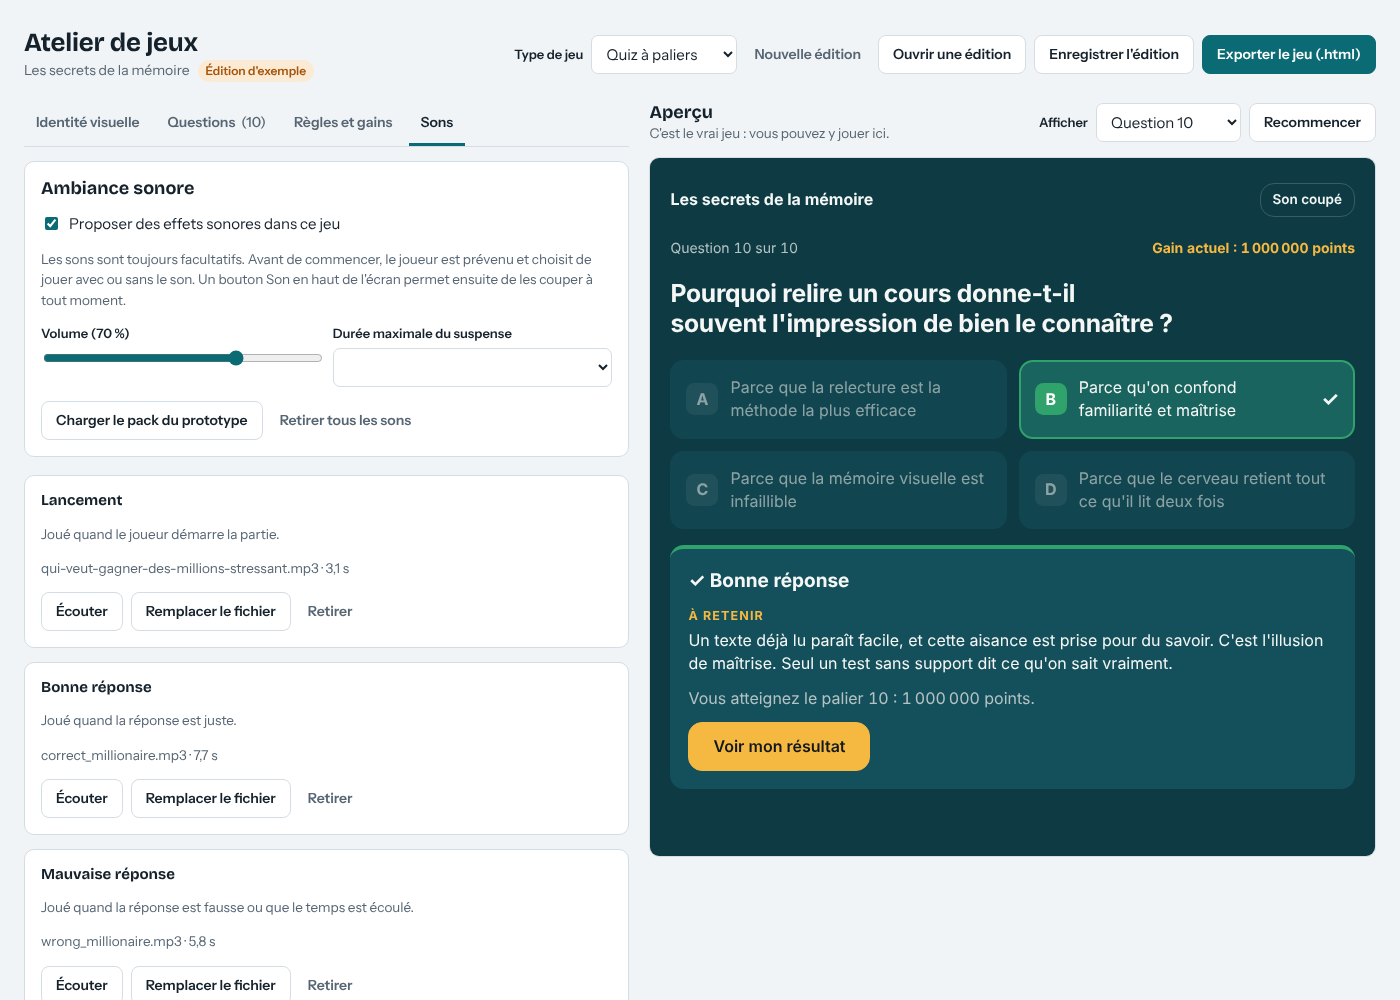 Atelier de jeux
Les secrets de la mémoire
Édition d'exemple
Type de jeu
Quiz à paliers
Nouvelle édition
Ouvrir une édition
Enregistrer l'édition
Exporter le jeu (.html)
Identité visuelle
Questions (10)
Règles et gains
Sons
Ambiance sonore
Proposer des effets sonores dans ce jeu
Les sons sont toujours facultatifs. Avant de commencer, le joueur est prévenu et choisit de
jouer avec ou sans le son. Un bouton Son en haut de l'écran permet ensuite de les couper à
tout moment.
Volume (70 %)
Durée maximale du suspense
Charger le pack du prototype
Retirer tous les sons
Lancement
Joué quand le joueur démarre la partie.
qui-veut-gagner-des-millions-stressant.mp3 · 3,1 s
Écouter
Remplacer le fichier
Retirer
Bonne réponse
Joué quand la réponse est juste.
correct_millionaire.mp3 · 7,7 s
Écouter
Remplacer le fichier
Retirer
Mauvaise réponse
Joué quand la réponse est fausse ou que le temps est écoulé.
wrong_millionaire.mp3 · 5,8 s
Écouter
Remplacer le fichier
Retirer
Aperçu
C'est le vrai jeu : vous pouvez y jouer ici.
Afficher
Question 10
Recommencer
Les secrets de la mémoire
Son coupé
Question 10 sur 10
Gain actuel : 1 000 000 points
Pourquoi relire un cours donne-t-il
souvent l'impression de bien le connaître ?
A
Parce que la relecture est la
méthode la plus efficace
B
Parce qu'on confond
familiarité et maîtrise
C
Parce que la mémoire visuelle est
infaillible
D
Parce que le cerveau retient tout
ce qu'il lit deux fois
✓ Bonne réponse
À RETENIR
Un texte déjà lu paraît facile, et cette aisance est prise pour du savoir. C'est l'illusion
de maîtrise. Seul un test sans support dit ce qu'on sait vraiment.
Vous atteignez le palier 10 : 1 000 000 points.
Voir mon résultat